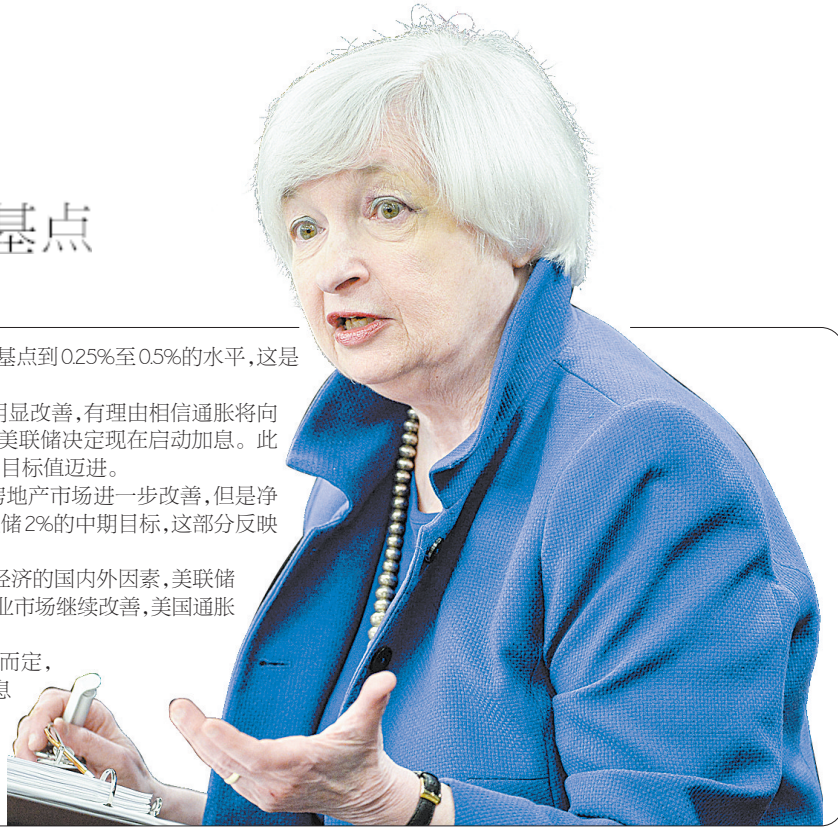 基点
基点到0.25%至0.5%的水平,这是
明显改善,有理由相信通胀将向
美联储决定现在启动加息。此
目标值迈进。
房地产市场进一步改善,但是净
储2%的中期目标,这部分反映
经济的国内外因素,美联储
业市场继续改善,美国通胀
而定,
息